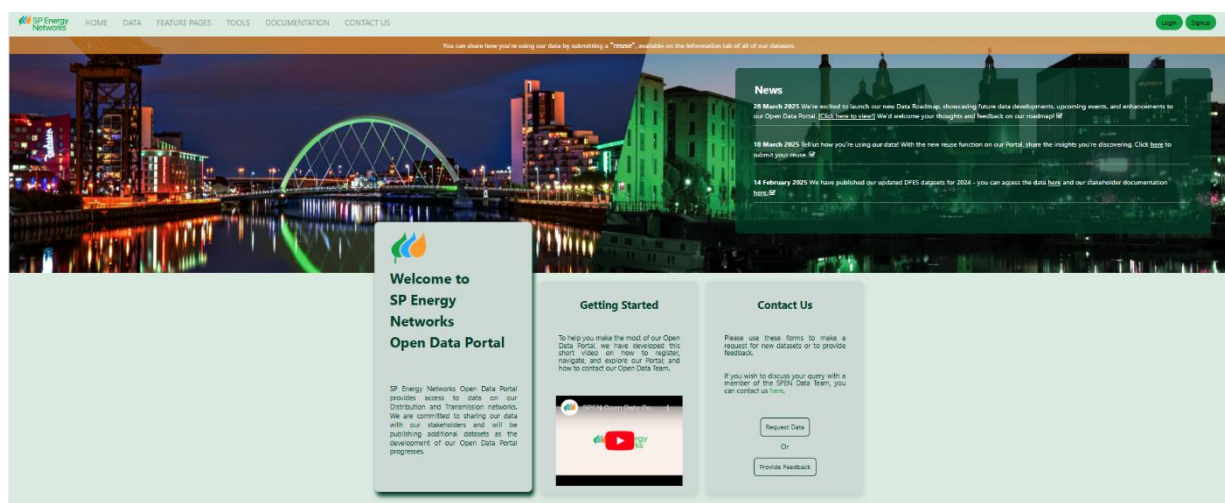 SP Energy
Networks
HOME DATA FEATURE PAGES TOOLS DOCUMENTATION CONTACT US
Login Signup
You can share how you're using our data by submitting a "reuse", available on the Information tab of all of our datasets.
News
28 March 2025 We're excited to launch our new Data Roadmap, showcasing future data developments, upcoming events, and enhancements to
our Open Data Portal. [Click here to view!] We'd welcome your thoughts and feedback on our roadmap!
18 March 2025 Tell us how you're using our data! With the new reuse function on our Portal, share the insights you're discovering. Click here to
submit your reuse.
14 February 2025 We have published our updated DFES datasets for 2024 - you can access the data here and our stakeholder documentation
here.
Welcome to
SP Energy
Networks
Open Data Portal
SP Energy Networks Open Data Portal
provides access to data on our
Distribution and Transmission networks.
We are committed to sharing our data
with our stakeholders and will be
publishing additional datasets as the
development of our Open Data Portal
progresses.
Getting Started
To help you make the most of our Open
Data Portal, we have developed this
short video on how to register,
navigate, and explore our Portal; and
how to contact our Open Data Team.
SPEN Open Data Po...
Contact Us
Please use these forms to make a
request for new datasets or to provide
feedback.
If you wish to discuss your query with a
member of the SPEN Data Team, you
can contact us here.
Request Data
Or
Provide Feedback